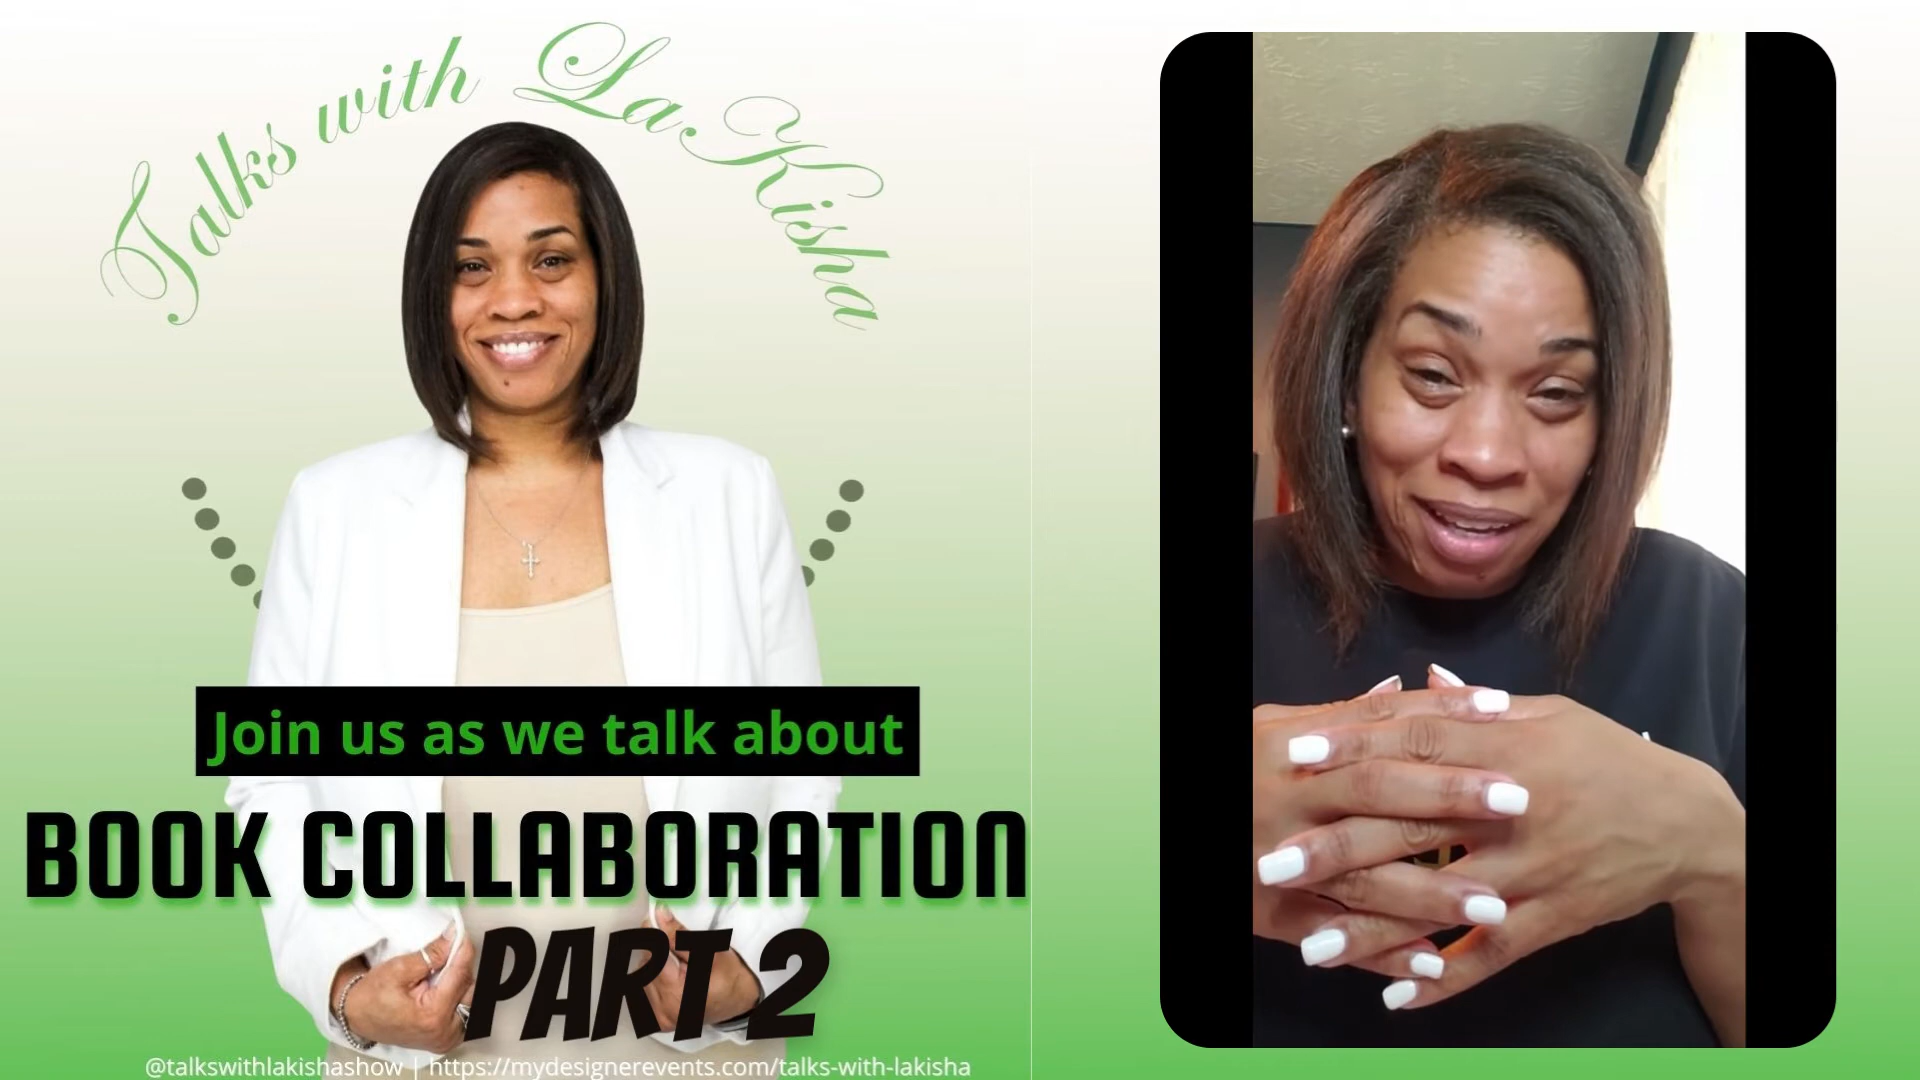 Talks with LaKisha
Join us as we talk about
BOOK COLLABORATION
PART 2
@talkswithlakishashow | https://mydesignerevents.com/talks-with-lakisha